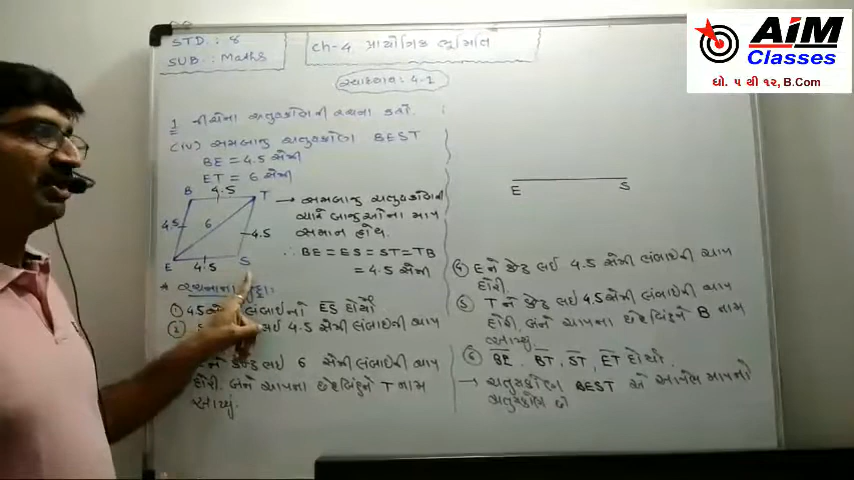 STD. : 8
SUB. : Maths
Ch-4 પ્રાયોગિક ભૂમિતિ
સ્વાધ્યાય : 4-1
1 નીચેના ચતુષ્કોણની રચના કરો.
(iv) સમબાજુ ચતુષ્કોણ BEST
BE = 4.5 સેમી
ET = 6 સેમી
B 4.5 T
4.5 6 4.5
E 4.5 S
→ સમબાજુ ચતુષ્કોણની
ચારે બાજુઓના માપ
સમાન હોય.
∴ BE = ES = ST = TB
= 4.5 સેમી
* રચનાના
① 4.5 લંબાઈનો ES દોર્યો
② લઈ 4.5 સેમી લંબાઈની ચાપ
કેન્દ્ર લઈ 6 સેમી લંબાઈની ચાપ
દોરી, બંને ચાપના છેદબિંદુને T નામ
આપ્યું.
E S
④ E ને કેન્દ્ર લઈ 4.5 સેમી લંબાઈની ચાપ
દોરી.
⑤ T ને કેન્દ્ર લઈ 4.5 સેમી લંબાઈની ચાપ
દોરી, બંને ચાપના છેદબિંદુને B નામ
આપ્યું.
⑥ BE, BT, ST, ET દોર્યા.
→ ચતુષ્કોણ BEST એ આપેલ માપનો
ચતુષ્કોણ છે
AiM
Classes
ધો. ૫ થી ૧૨, B.Com